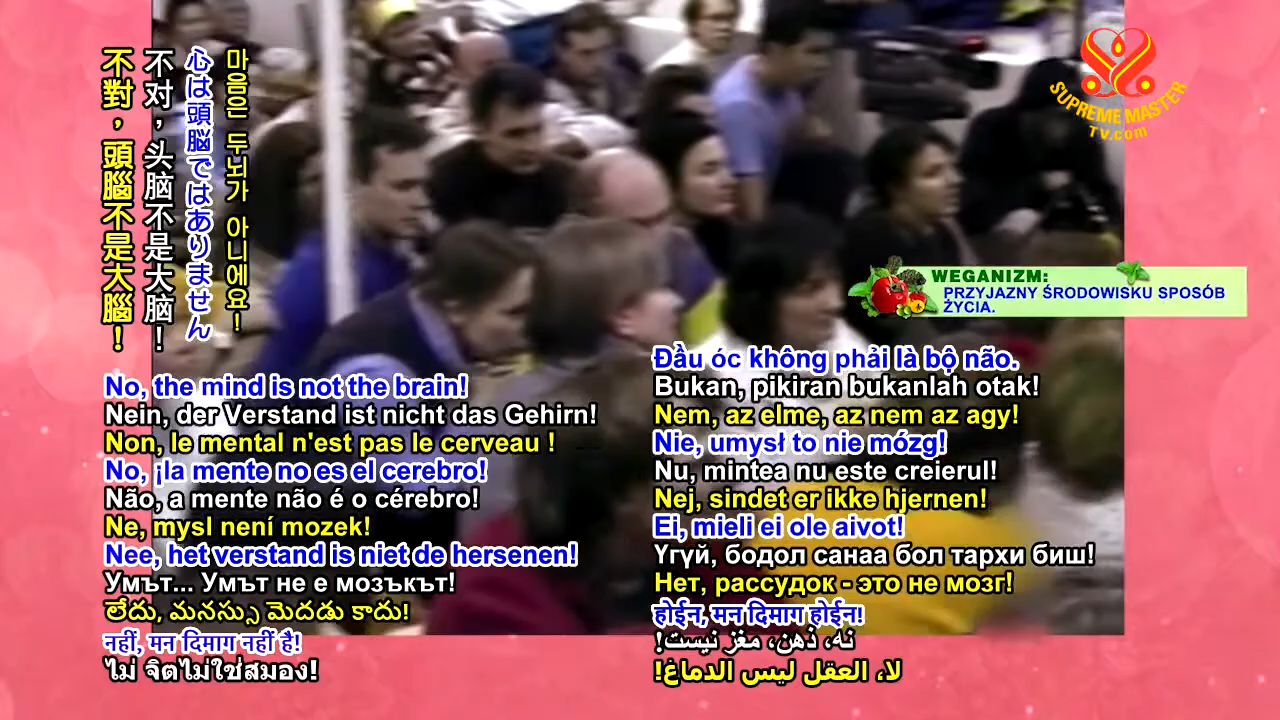 不對，頭腦不是大腦！
不对，头脑不是大脑！
心は頭脳ではありません
마음은 두뇌가 아니에요!
SUPREME MASTER
TV.com
WEGANIZM:
PRZYJAZNY ŚRODOWISKU SPOSÓB
ŻYCIA.
No, the mind is not the brain!
Nein, der Verstand ist nicht das Gehirn!
Non, le mental n'est pas le cerveau !
No, ¡la mente no es el cerebro!
Não, a mente não é o cérebro!
Ne, mysl není mozek!
Nee, het verstand is niet de hersenen!
Умът... Умът не е мозъкът!
లేదు, మనస్సు మెదడు కాదు!
नहीं, मन दिमाग नहीं है!
ไม่ จิตไม่ใช่สมอง!
Đầu óc không phải là bộ não.
Bukan, pikiran bukanlah otak!
Nem, az elme, az nem az agy!
Nie, umysł to nie mózg!
Nu, mintea nu este creierul!
Nej, sindet er ikke hjernen!
Ei, mieli ei ole aivot!
Үгүй, бодол санаа бол тархи биш!
Нет, рассудок - это не мозг!
होईन, मन दिमाग होईन!
نه، ذهن، مغز نیست!
لا، العقل ليس الدماغ!